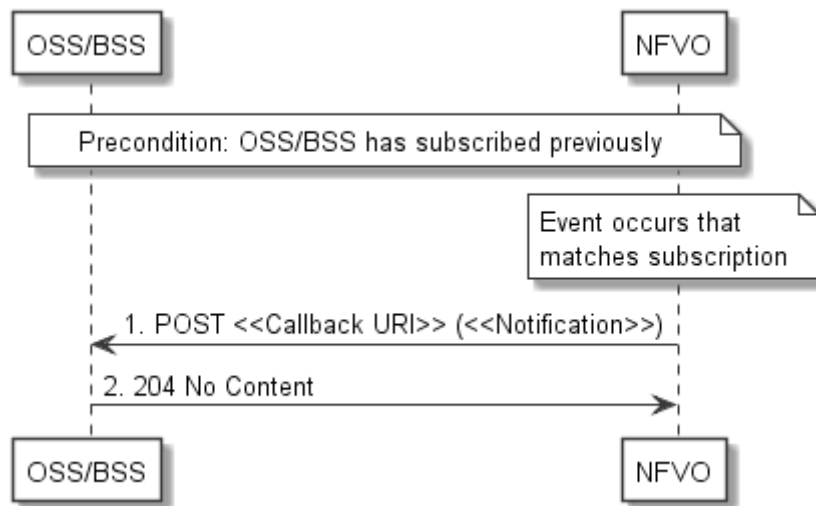 OSS/BSS
NFVO
Precondition: OSS/BSS has subscribed previously
Event occurs that
matches subscription
1. POST <<Callback URI>> (<<Notification>>)
2. 204 No Content
OSS/BSS
NFVO